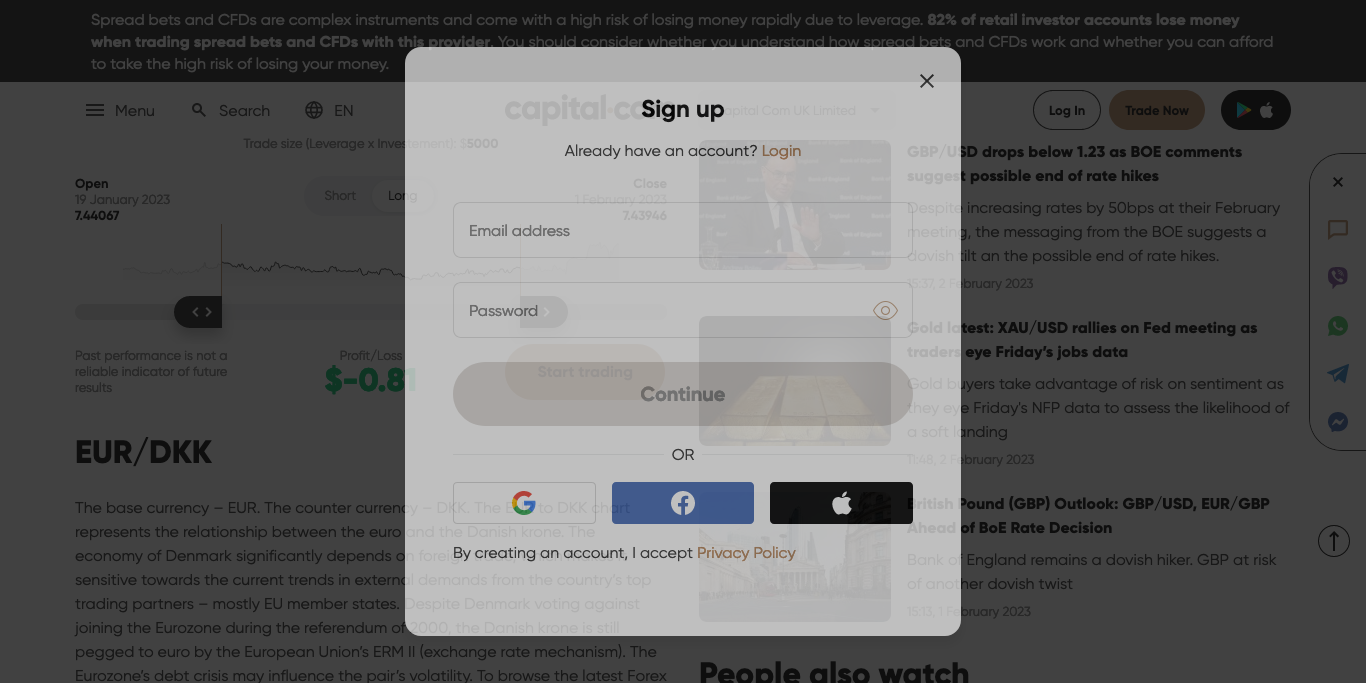 Spread bets and CFDs are complex instruments and come with a high risk of losing money rapidly due to leverage. 82% of retail investor accounts lose money
when trading spread bets and CFDs with this provider. You should consider whether you understand how spread bets and CFDs work and whether you can afford
to take the high risk of losing your money.
Menu
Search
EN
capital.co
Capital Com UK Limited
Log In
Trade Now
Trade size (Leverage x Investement): $5000
Open
19 January 2023
7.44067
Short
Long
Close
1 February 2023
7.43946
Past performance is not a
reliable indicator of future
results
Profit/Loss
$-0.81
Start trading
EUR/DKK
The base currency – EUR. The counter currency – DKK. The EUR to DKK chart
represents the relationship between the euro and the Danish krone. The
economy of Denmark significantly depends on foreign trade,
sensitive towards the current trends in external demands from the country's top
trading partners – mostly EU member states. Despite Denmark voting against
joining the Eurozone during the referendum of 2000, the Danish krone is still
pegged to euro by the European Union's ERM II (exchange rate mechanism). The
Eurozone's debt crisis may influence the pair's volatility. To browse the latest Forex
Sign up
Already have an account? Login
Email address
Password
Continue
OR
By creating an account, I accept Privacy Policy
GBP/USD drops below 1.23 as BOE comments
suggest possible end of rate hikes
Despite increasing rates by 50bps at their February
meeting, the messaging from the BOE suggests a
dovish tilt an the possible end of rate hikes.
15:37, 2 February 2023
Gold latest: XAU/USD rallies on Fed meeting as
traders eye Friday's jobs data
Gold buyers take advantage of risk on sentiment as
they eye Friday's NFP data to assess the likelihood of
a soft landing
11:48, 2 February 2023
British Pound (GBP) Outlook: GBP/USD, EUR/GBP
Ahead of BoE Rate Decision
Bank of England remains a dovish hiker. GBP at risk
of another dovish twist
15:13, 1 February 2023
People also watch